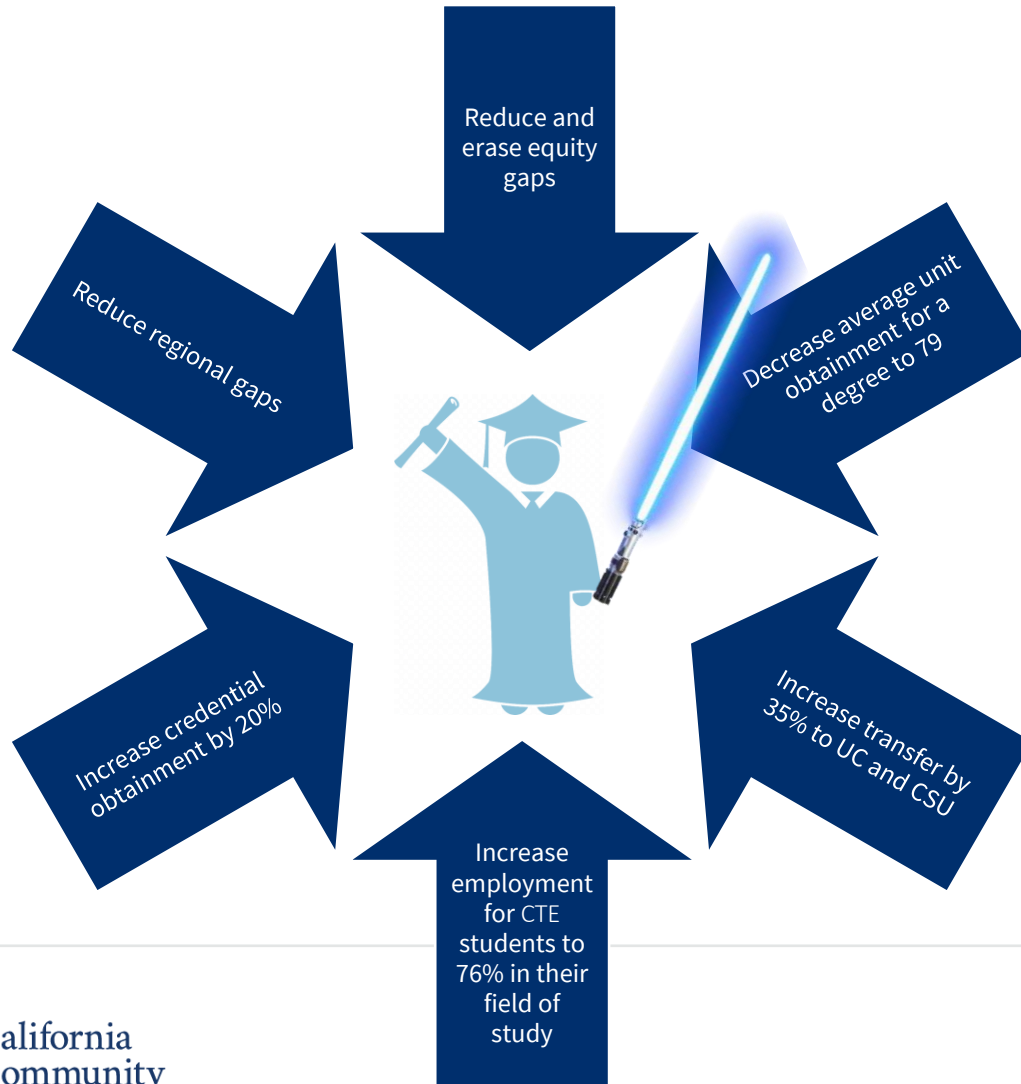 Reduce and
erase equity
gaps
Reduce regional gaps
Decrease average unit
obtainment for a
degree to 79
Increase credential
obtainment by 20%
Increase transfer by
35% to UC and CSU
Increase
employment
for CTE
students to
76% in their
field of
study
alifornia
ommunity